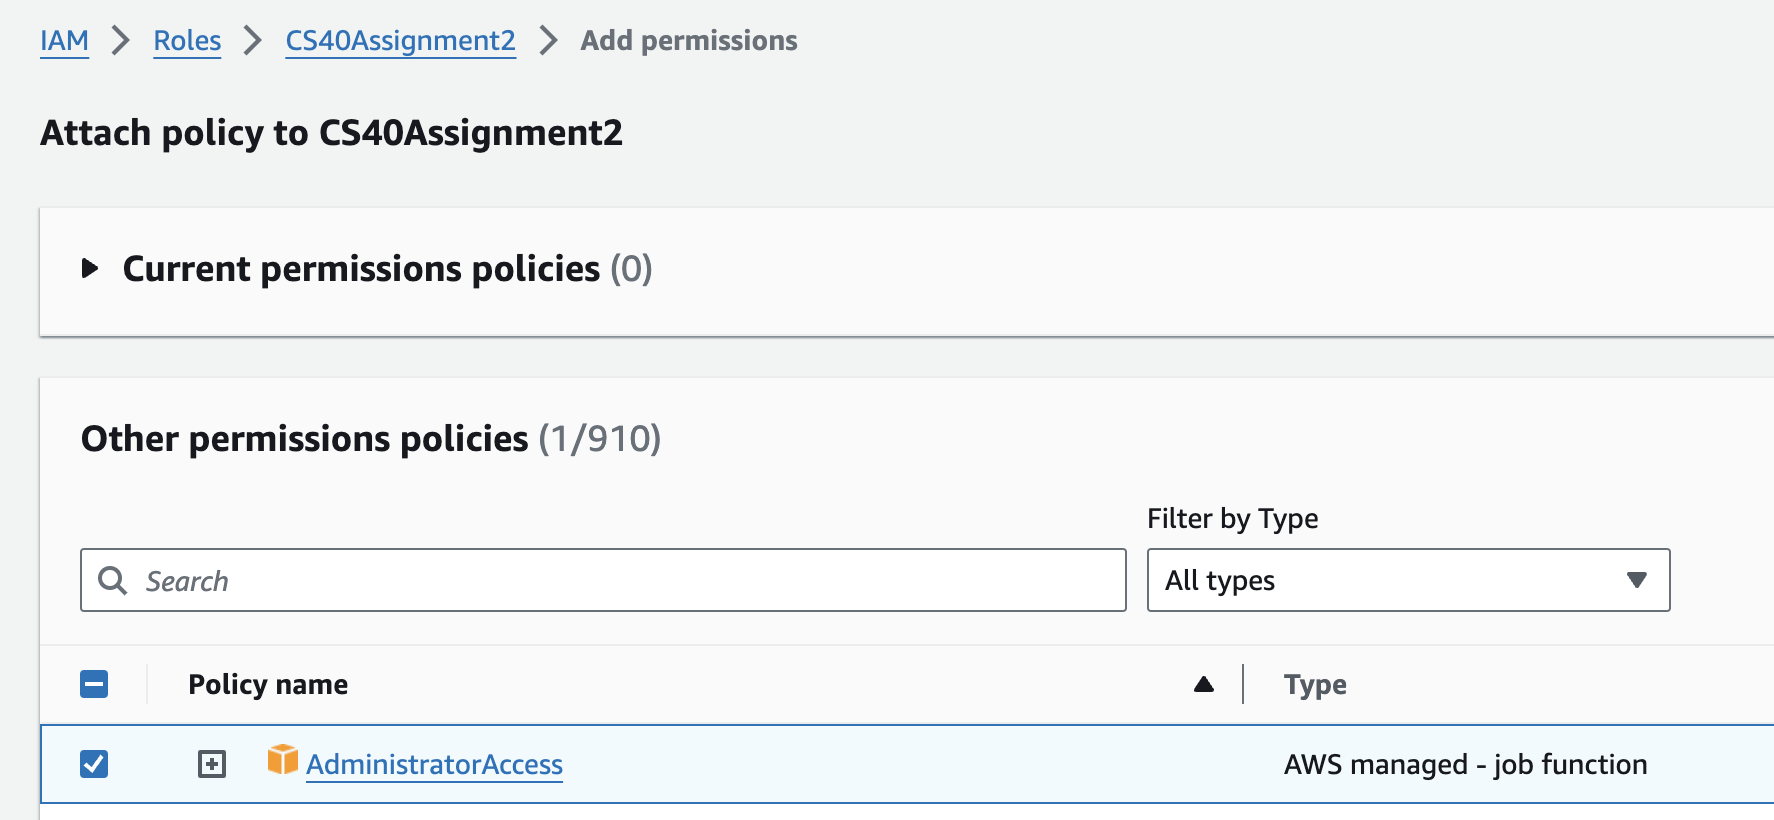 IAM > Roles > CS40Assignment2 > Add permissions
Attach policy to CS40Assignment2
Current permissions policies (0)
Other permissions policies (1/910)
Filter by Type
Search
All types
Policy name
Type
AdministratorAccess
AWS managed - job function